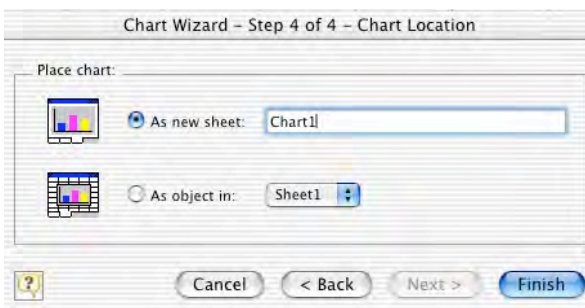 Chart Wizard – Step 4 of 4 – Chart Location
Place chart:
As new sheet: Chart1
As object in: Sheet1
? Cancel < Back Next > Finish